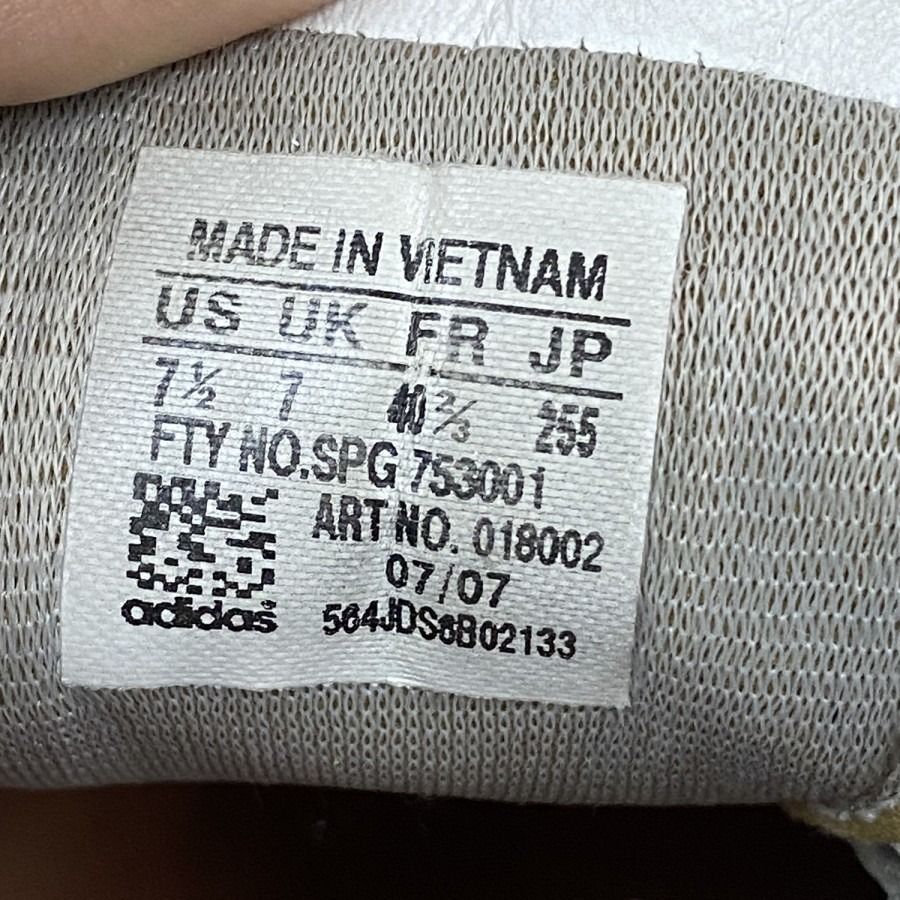 MADE IN VIETNAM
US UK FR JP
7½ 7 40⅔ 255
FTY NO.SPG 753001
ART NO. 018002
07/07
adidas 564JDS8B02133